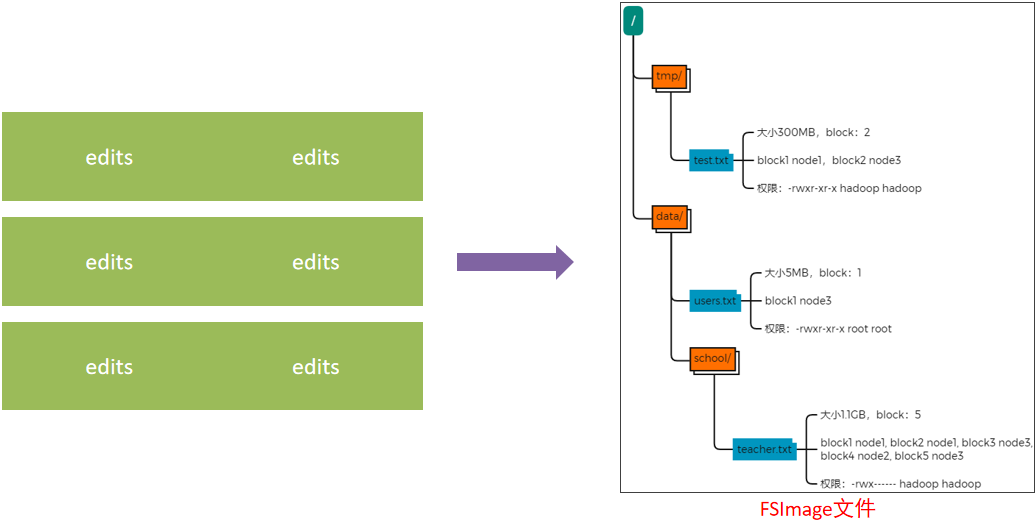 edits edits
edits edits
edits edits
/
tmp/
test.txt
大小300MB，block：2
block1 node1，block2 node3
权限：-rwxr-xr-x hadoop hadoop
data/
users.txt
大小5MB，block：1
block1 node3
权限：-rwxr-xr-x root root
school/
teacher.txt
大小1.1GB，block：5
block1 node1, block2 node1, block3 node3,
block4 node2, block5 node3
权限：-rwx------ hadoop hadoop
FSImage文件